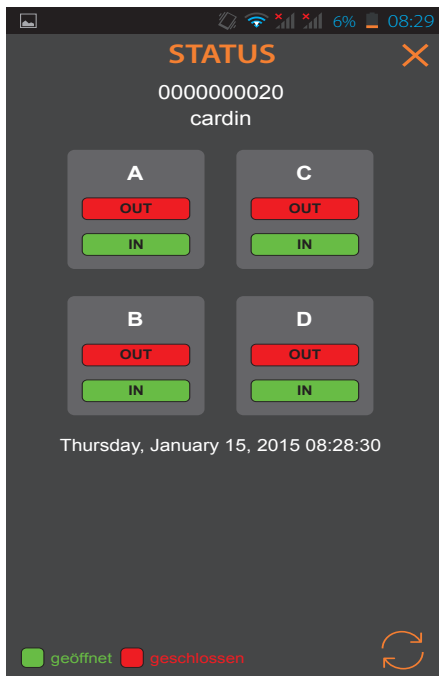 6% 08:29
STATUS
0000000020
cardin
A C
OUT OUT
IN IN
B D
OUT OUT
IN IN
Thursday, January 15, 2015 08:28:30
geöffnet geschlossen